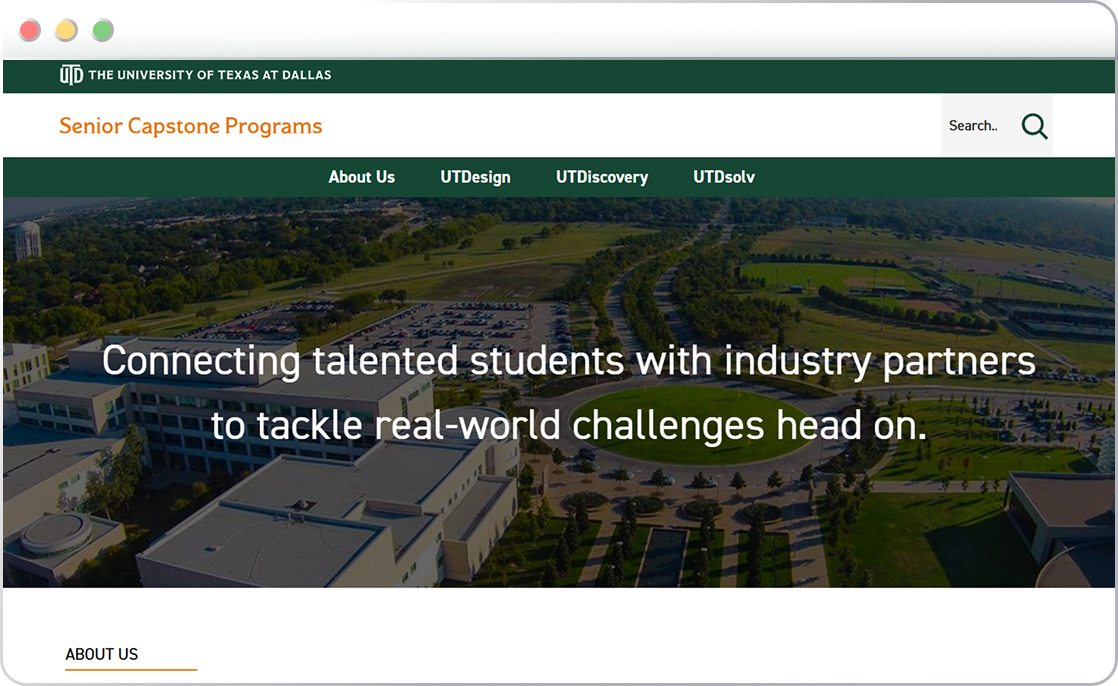 UTD THE UNIVERSITY OF TEXAS AT DALLAS
Senior Capstone Programs
Search..
About Us UTDesign UTDiscovery UTDsolv
Connecting talented students with industry partners
to tackle real-world challenges head on.
ABOUT US